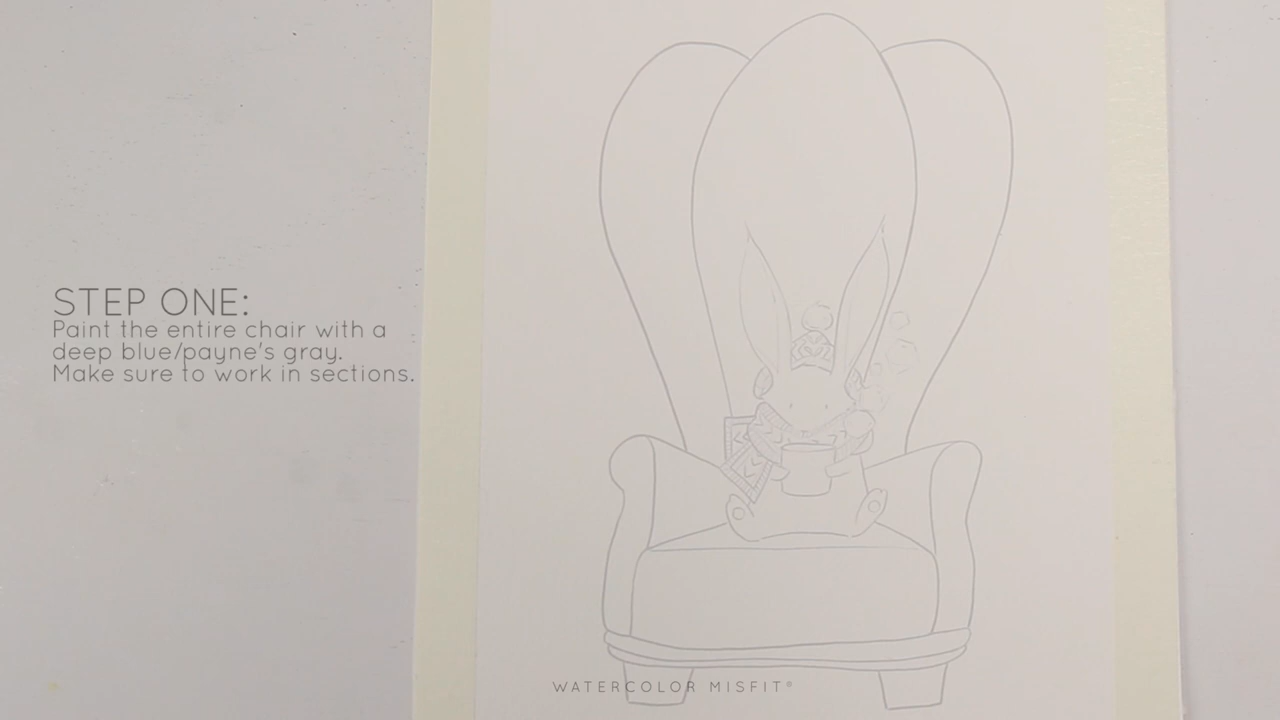 STEP ONE:
Paint the entire chair with a
deep blue/payne's gray.
Make sure to work in sections.
WATERCOLOR MISFIT®